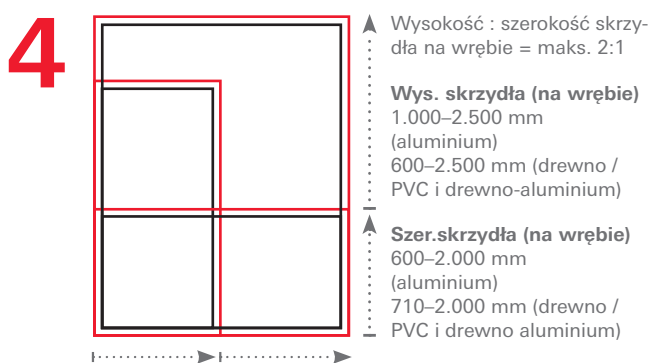 4
Wysokość : szerokość skrzy-
dła na wrębie = maks. 2:1
Wys. skrzydła (na wrębie)
1.000–2.500 mm
(aluminium)
600–2.500 mm (drewno /
PVC i drewno-aluminium)
Szer.skrzydła (na wrębie)
600–2.000 mm
(aluminium)
710–2.000 mm (drewno /
PVC i drewno aluminium)